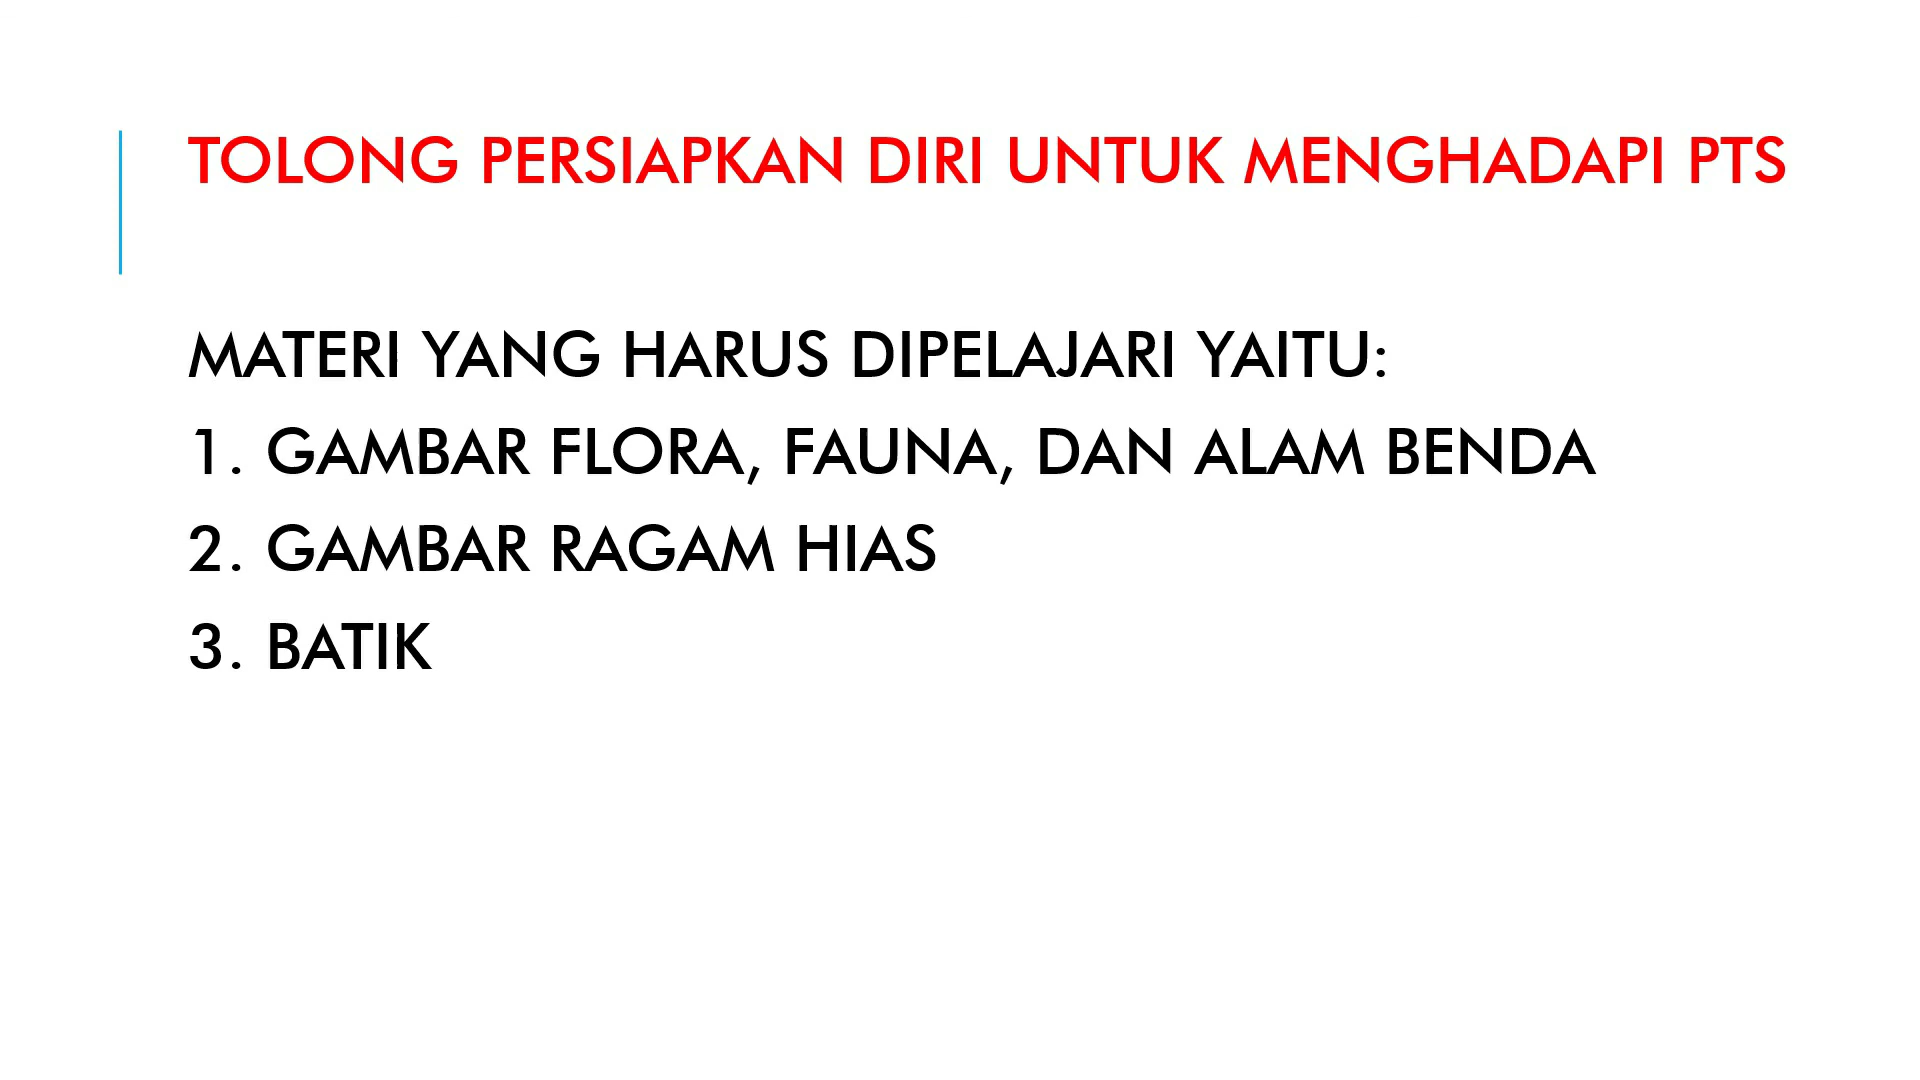 TOLONG PERSIAPKAN DIRI UNTUK MENGHADAPI PTS
MATERI YANG HARUS DIPELAJARI YAITU:
1. GAMBAR FLORA, FAUNA, DAN ALAM BENDA
2. GAMBAR RAGAM HIAS
3. BATIK